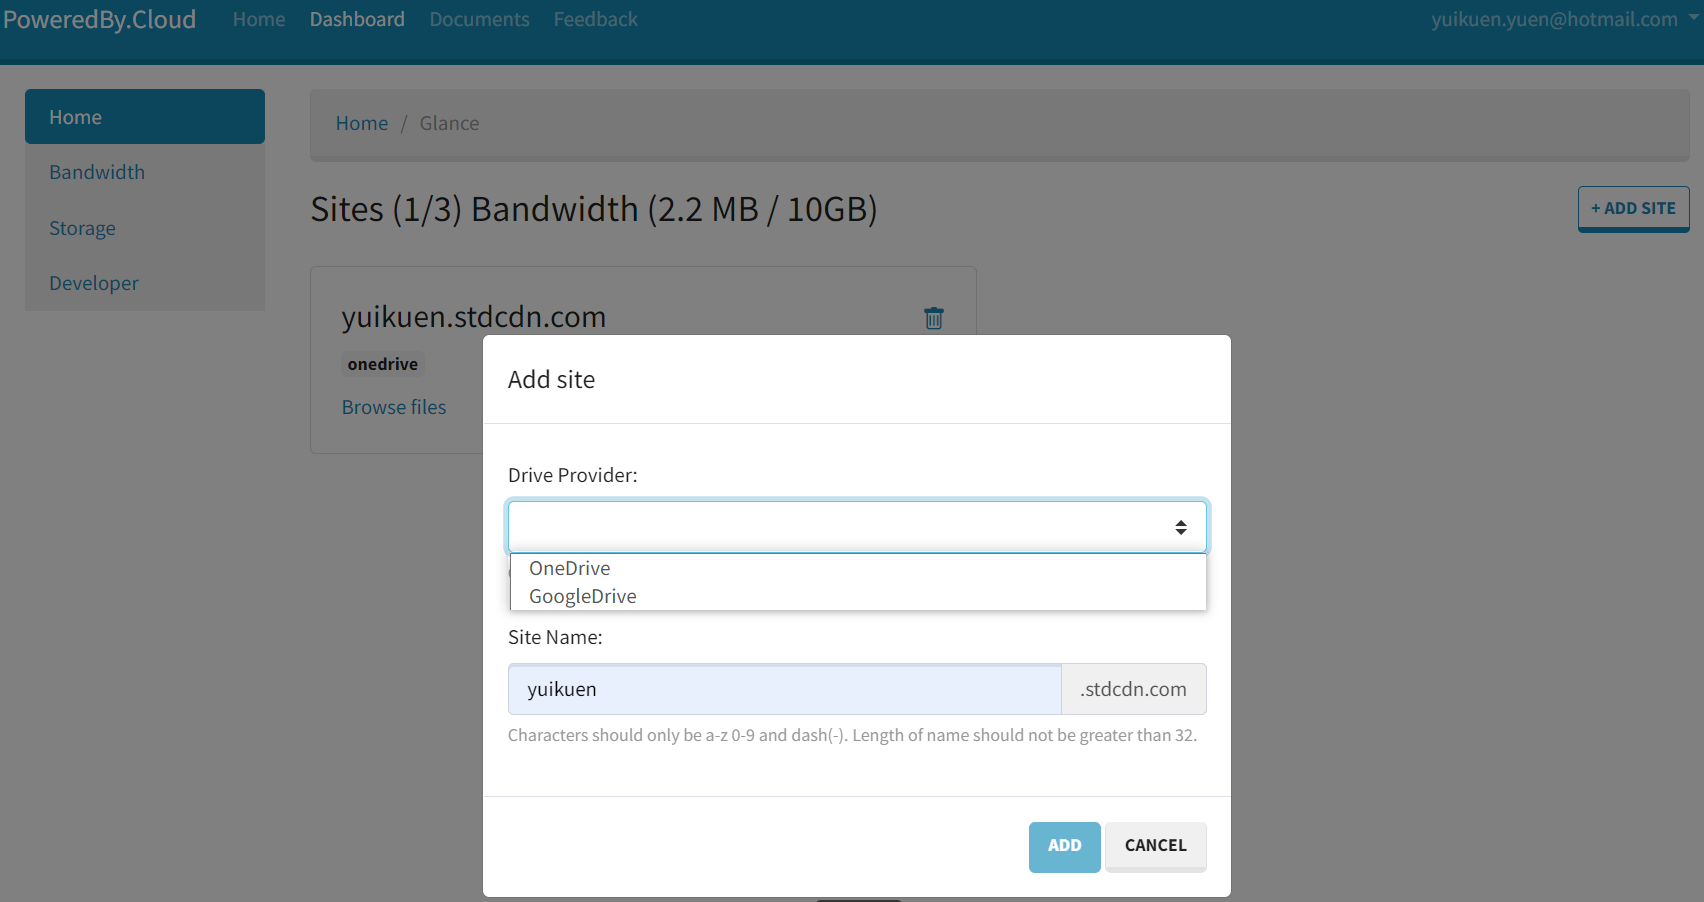 PoweredBy.Cloud Home Dashboard Documents Feedback yuikuen.yuen@hotmail.com
Home
Bandwidth
Storage
Developer
Home / Glance
Sites (1/3) Bandwidth (2.2 MB / 10GB)
+ ADD SITE
yuikuen.stdcdn.com
onedrive
Browse files
Add site
Drive Provider:
OneDrive
GoogleDrive
Site Name:
yuikuen .stdcdn.com
Characters should only be a-z 0-9 and dash(-). Length of name should not be greater than 32.
ADD CANCEL